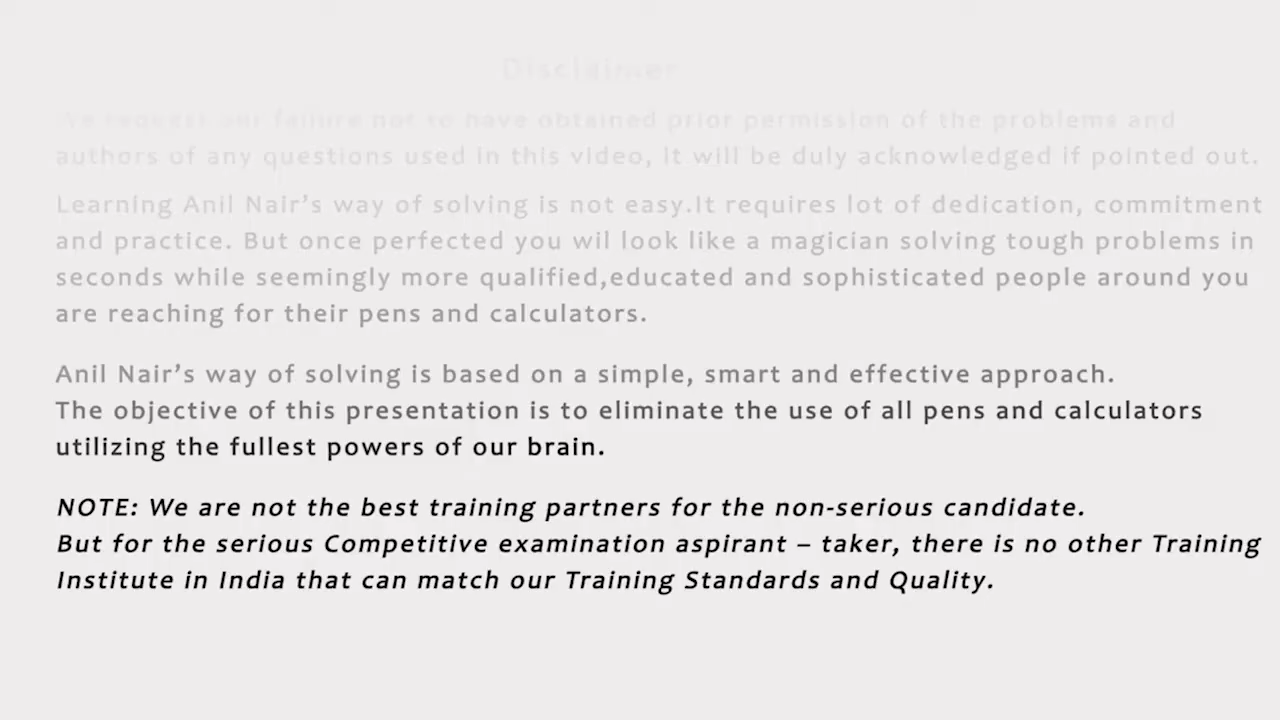 Disclaimer
We request our failure not to have obtained prior permission of the problems and
authors of any questions used in this video, it will be duly acknowledged if pointed out.
Learning Anil Nair's way of solving is not easy.It requires lot of dedication, commitment
and practice. But once perfected you wil look like a magician solving tough problems in
seconds while seemingly more qualified,educated and sophisticated people around you
are reaching for their pens and calculators.
Anil Nair's way of solving is based on a simple, smart and effective approach.
The objective of this presentation is to eliminate the use of all pens and calculators
utilizing the fullest powers of our brain.
NOTE: We are not the best training partners for the non-serious candidate.
But for the serious Competitive examination aspirant – taker, there is no other Training
Institute in India that can match our Training Standards and Quality.